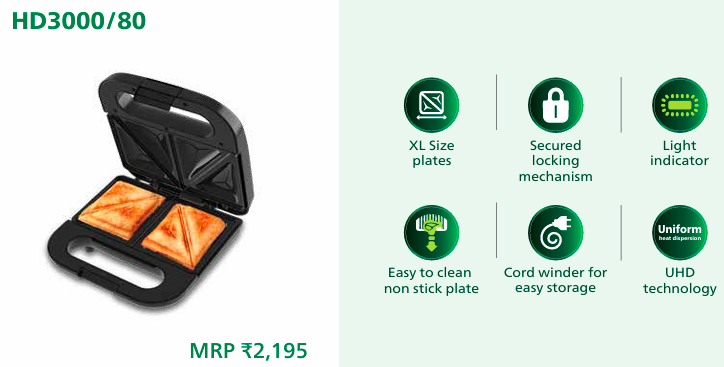 HD3000/80
MRP ₹2,195
XL Size
plates
Secured
locking
mechanism
Light
indicator
Easy to clean
non stick plate
Cord winder for
easy storage
Uniform
heat dispersion
UHD
technology